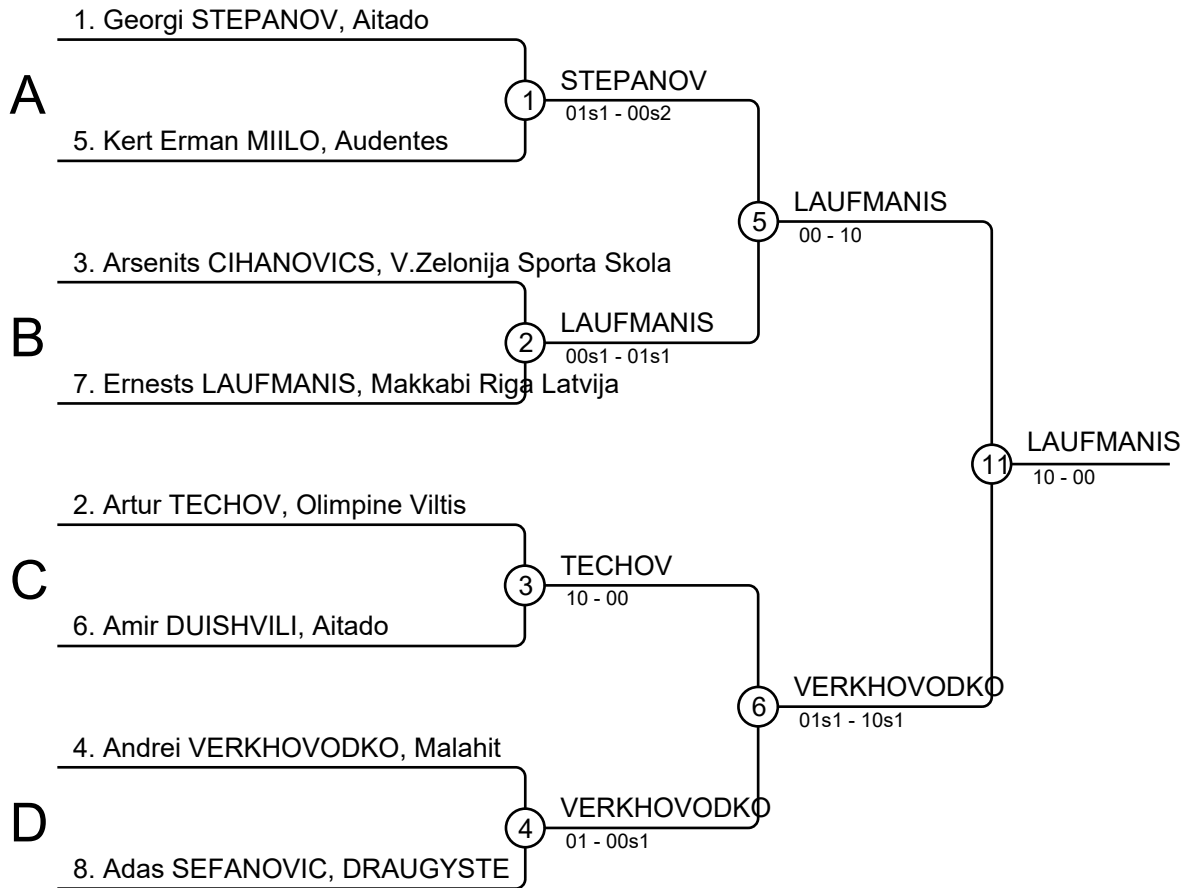 1. Georgi STEPANOV, Aitado
A
1
STEPANOV
01s1 - 00s2
5. Kert Erman MIILO, Audentes
5
LAUFMANIS
00 - 10
3. Arsenits CIHANOVICS, V.Zelonija Sporta Skola
B
2
LAUFMANIS
00s1 - 01s1
7. Ernests LAUFMANIS, Makkabi Riga Latvija
11
LAUFMANIS
10 - 00
2. Artur TECHOV, Olimpine Viltis
C
3
TECHOV
10 - 00
6. Amir DUISHVILI, Aitado
6
VERKHOVODKO
01s1 - 10s1
4. Andrei VERKHOVODKO, Malahit
D
4
VERKHOVODKO
01 - 00s1
8. Adas SEFANOVIC, DRAUGYSTE